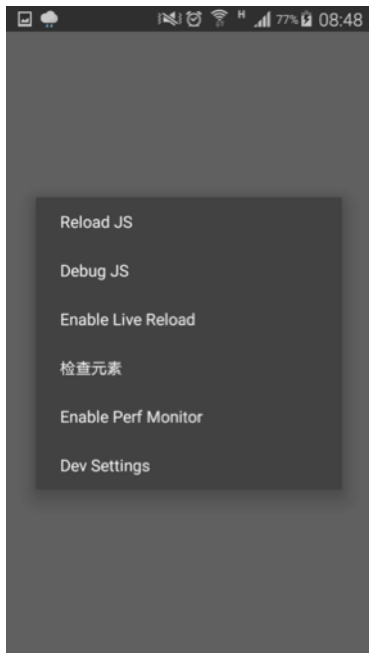 H 77% 08:48
Reload JS
Debug JS
Enable Live Reload
检查元素
Enable Perf Monitor
Dev Settings